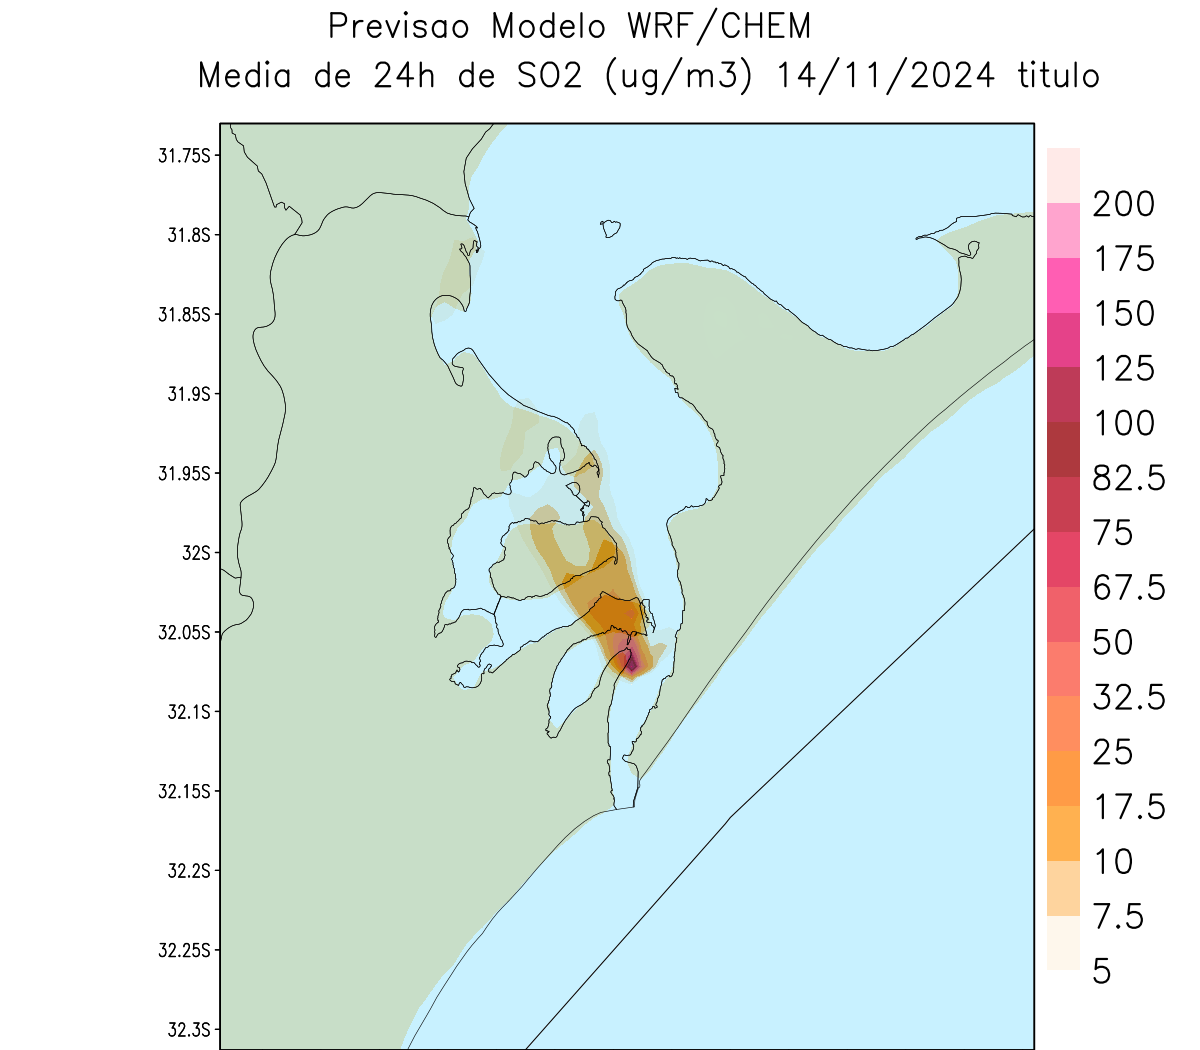 Previsao Modelo WRF/CHEM
Media de 24h de SO2 (ug/m3) 14/11/2024 titulo
31.75S
31.8S
31.85S
31.9S
31.95S
32S
32.05S
32.1S
32.15S
32.2S
32.25S
32.3S
200
175
150
125
100
82.5
75
67.5
50
32.5
25
17.5
10
7.5
5